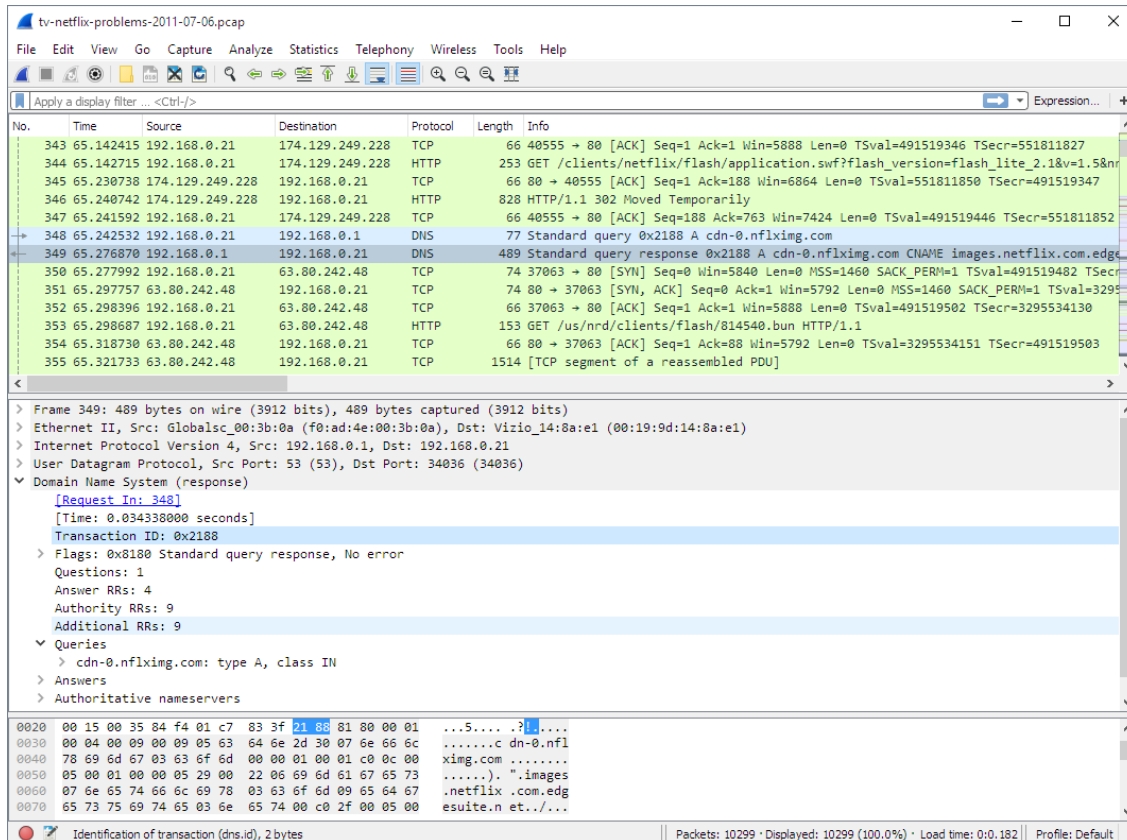 tv-netflix-problems-2011-07-06.pcap
File Edit View Go Capture Analyze Statistics Telephony Wireless Tools Help
Apply a display filter ... <Ctrl-/> Expression... +
No. Time Source Destination Protocol Length Info
343 65.142415 192.168.0.21 174.129.249.228 TCP 66 40555 → 80 [ACK] Seq=1 Ack=1 Win=5888 Len=0 TSval=491519346 TSecr=551811827
344 65.142715 192.168.0.21 174.129.249.228 HTTP 253 GET /clients/netflix/flash/application.swf?flash_version=flash_lite_2.1&v=1.5&nr
345 65.230738 174.129.249.228 192.168.0.21 TCP 66 80 → 40555 [ACK] Seq=1 Ack=188 Win=6864 Len=0 TSval=551811850 TSecr=491519347
346 65.240742 174.129.249.228 192.168.0.21 HTTP 828 HTTP/1.1 302 Moved Temporarily
347 65.241592 192.168.0.21 174.129.249.228 TCP 66 40555 → 80 [ACK] Seq=188 Ack=763 Win=7424 Len=0 TSval=491519446 TSecr=551811852
348 65.242532 192.168.0.21 192.168.0.1 DNS 77 Standard query 0x2188 A cdn-0.nflximg.com
349 65.276870 192.168.0.1 192.168.0.21 DNS 489 Standard query response 0x2188 A cdn-0.nflximg.com CNAME images.netflix.com.edge
350 65.277992 192.168.0.21 63.80.242.48 TCP 74 37063 → 80 [SYN] Seq=0 Win=5840 Len=0 MSS=1460 SACK_PERM=1 TSval=491519482 TSecr
351 65.297757 63.80.242.48 192.168.0.21 TCP 74 80 → 37063 [SYN, ACK] Seq=0 Ack=1 Win=5792 Len=0 MSS=1460 SACK_PERM=1 TSval=3295
352 65.298396 192.168.0.21 63.80.242.48 TCP 66 37063 → 80 [ACK] Seq=1 Ack=1 Win=5888 Len=0 TSval=491519502 TSecr=3295534130
353 65.298687 192.168.0.21 63.80.242.48 HTTP 153 GET /us/nrd/clients/flash/814540.bun HTTP/1.1
354 65.318730 63.80.242.48 192.168.0.21 TCP 66 80 → 37063 [ACK] Seq=1 Ack=88 Win=5792 Len=0 TSval=3295534151 TSecr=491519503
355 65.321733 63.80.242.48 192.168.0.21 TCP 1514 [TCP segment of a reassembled PDU]
> Frame 349: 489 bytes on wire (3912 bits), 489 bytes captured (3912 bits)
> Ethernet II, Src: Globalsc_00:3b:0a (f0:ad:4e:00:3b:0a), Dst: Vizio_14:8a:e1 (00:19:9d:14:8a:e1)
> Internet Protocol Version 4, Src: 192.168.0.1, Dst: 192.168.0.21
> User Datagram Protocol, Src Port: 53 (53), Dst Port: 34036 (34036)
Domain Name System (response)
[Request In: 348]
[Time: 0.034338000 seconds]
Transaction ID: 0x2188
> Flags: 0x8180 Standard query response, No error
Questions: 1
Answer RRs: 4
Authority RRs: 9
Additional RRs: 9
Queries
> cdn-0.nflximg.com: type A, class IN
> Answers
> Authoritative nameservers
0020 00 15 00 35 84 f4 01 c7 83 3f 21 88 81 80 00 01 ...5.... .?!.....
0030 00 04 00 09 00 09 05 63 64 6e 2d 30 07 6e 66 6c .......c dn-0.nfl
0040 78 69 6d 67 03 63 6f 6d 00 00 01 00 01 c0 0c 00 ximg.com ........
0050 05 00 01 00 00 05 29 00 22 06 69 6d 61 67 65 73 ......). ".images
0060 07 6e 65 74 66 6c 69 78 03 63 6f 6d 09 65 64 67 .netflix .com.edg
0070 65 73 75 69 74 65 03 6e 65 74 00 c0 2f 00 05 00 esuite.n et../...
Identification of transaction (dns.id), 2 bytes Packets: 10299 · Displayed: 10299 (100.0%) · Load time: 0:0.182 Profile: Default